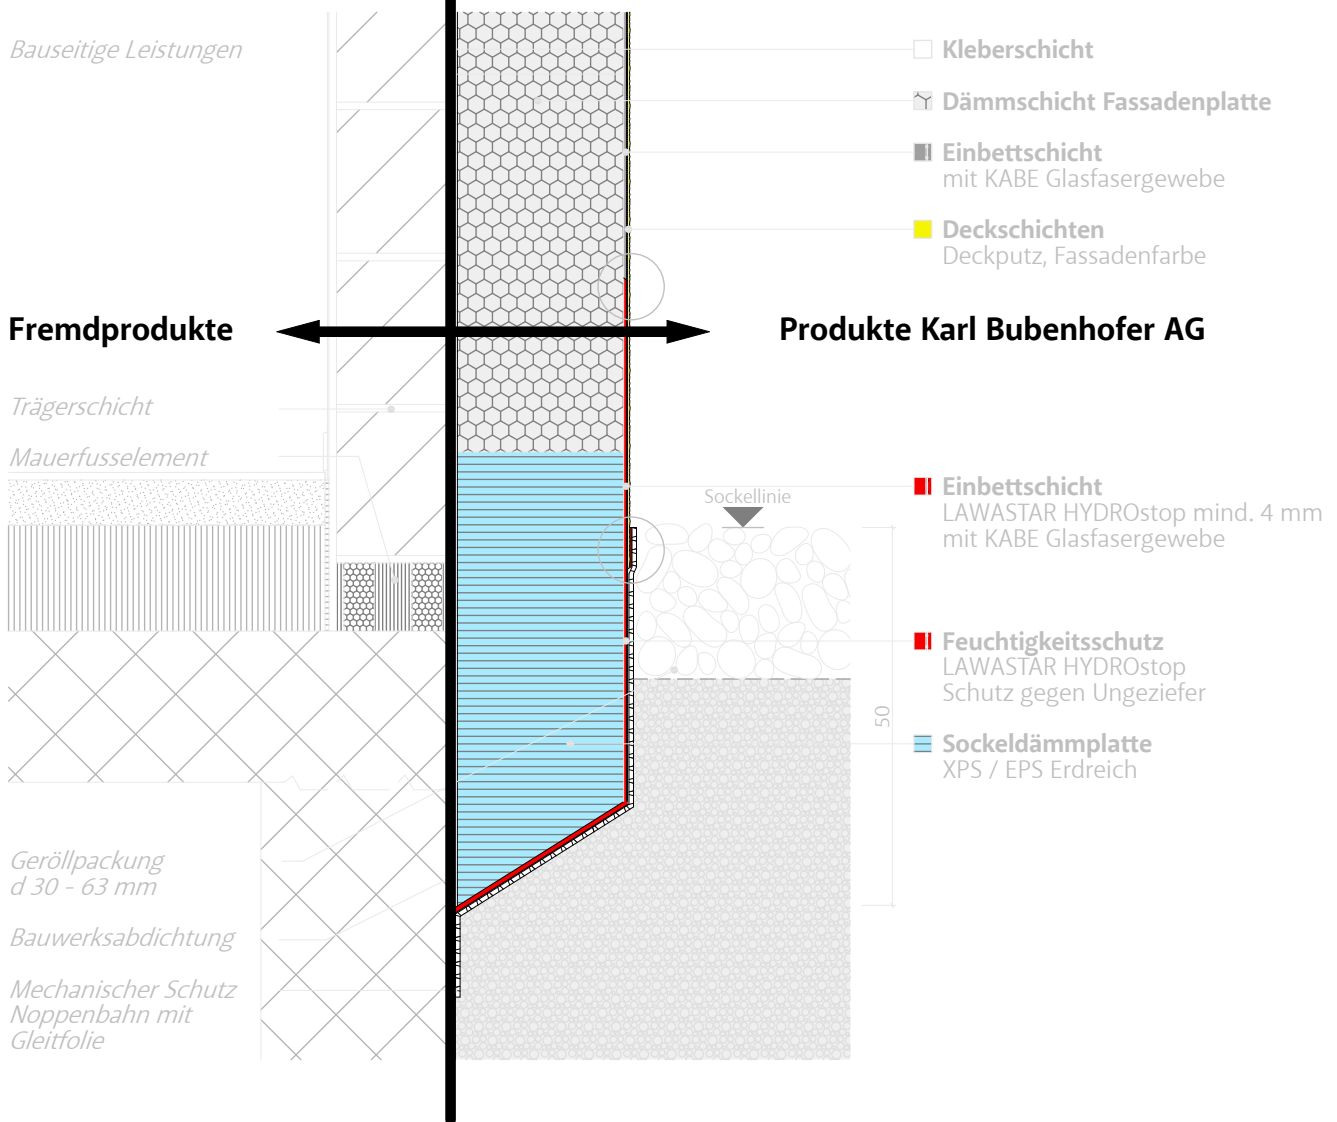 Bauseitige Leistungen
Kleberschicht
Dämmschicht Fassadenplatte
Einbettschicht
mit KABE Glasfasergewebe
Deckschichten
Deckputz, Fassadenfarbe
Fremdprodukte
Produkte Karl Bubenhofer AG
Trägerschicht
Mauerfusselement
Sockellinie
Einbettschicht
LAWASTAR HYDROstop mind. 4 mm
mit KABE Glasfasergewebe
Feuchtigkeitsschutz
LAWASTAR HYDROstop
Schutz gegen Ungeziefer
50
Sockeldämmplatte
XPS / EPS Erdreich
Geröllpackung
d 30 - 63 mm
Bauwerksabdichtung
Mechanischer Schutz
Noppenbahn mit
Gleitfolie